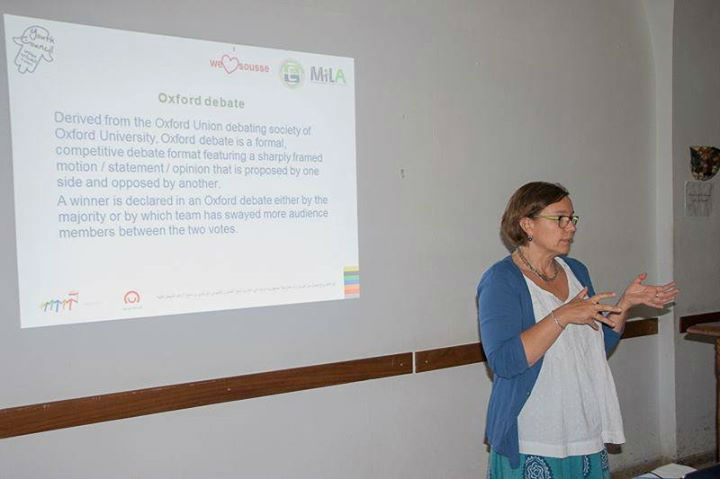 Youth
Council
we sousse
MiLA
Oxford debate
Derived from the Oxford Union debating society of
Oxford University, Oxford debate is a formal,
competitive debate format featuring a sharply framed
motion / statement / opinion that is proposed by one
side and opposed by another.
A winner is declared in an Oxford debate either by the
majority or by which team has swayed more audience
members between the two votes.